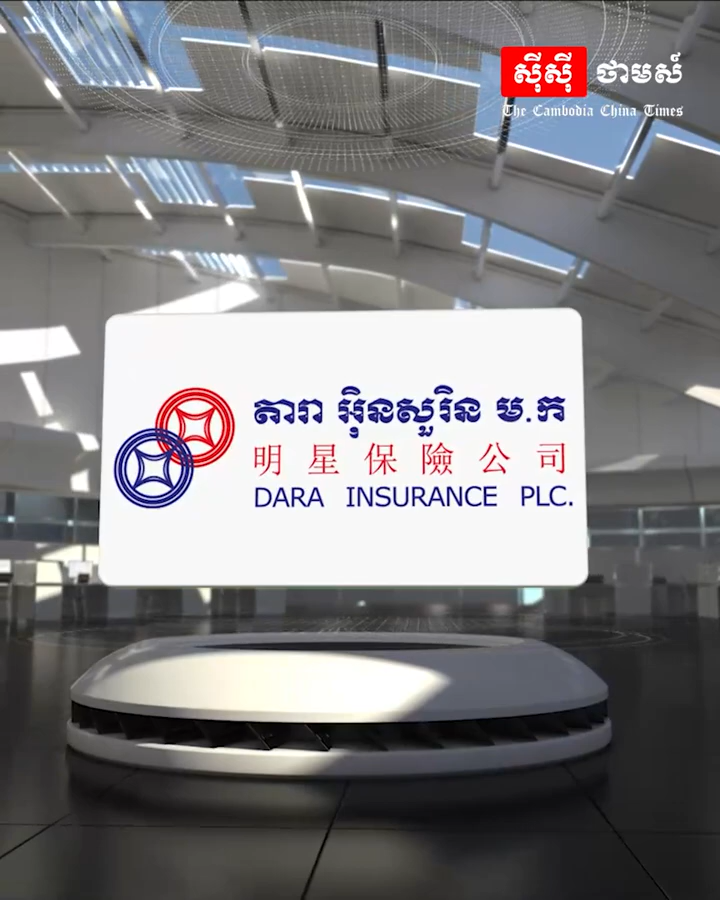 ស៊ីស៊ី ថាមស៍
The Cambodia China Times
តារា អ៊ិនសួរិន ម.ក
明星保險公司
DARA INSURANCE PLC.